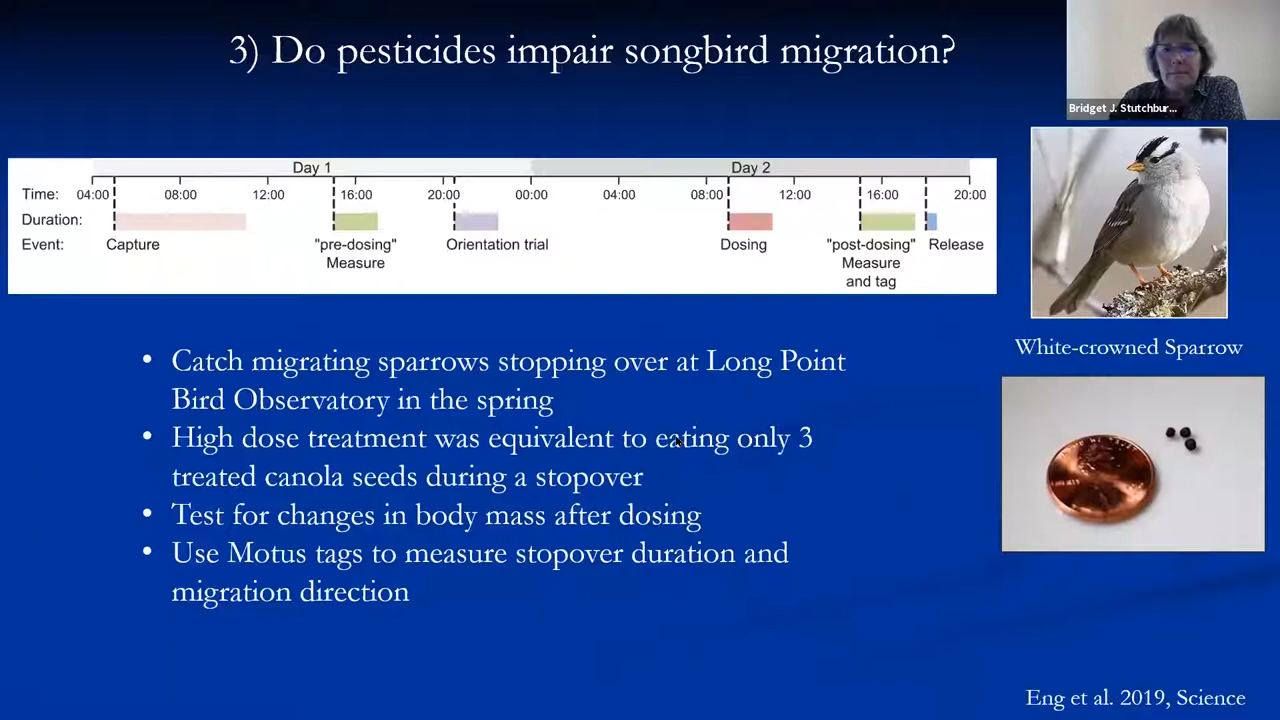 3) Do pesticides impair songbird migration?
Bridget J. Stutchbur...
Day 1 Day 2
Time: 04:00 08:00 12:00 16:00 20:00 00:00 04:00 08:00 12:00 16:00 20:00
Duration:
Event: Capture "pre-dosing" Orientation trial Dosing "post-dosing" Release
Measure Measure
and tag
White-crowned Sparrow
• Catch migrating sparrows stopping over at Long Point
Bird Observatory in the spring
• High dose treatment was equivalent to eating only 3
treated canola seeds during a stopover
• Test for changes in body mass after dosing
• Use Motus tags to measure stopover duration and
migration direction
Eng et al. 2019, Science